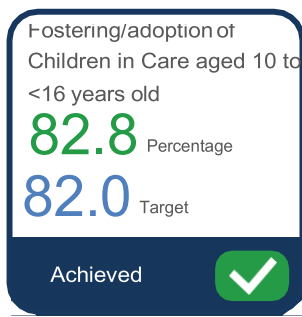 Fostering/adoption of
Children in Care aged 10 to
<16 years old
82.8 Percentage
82.0 Target
Achieved